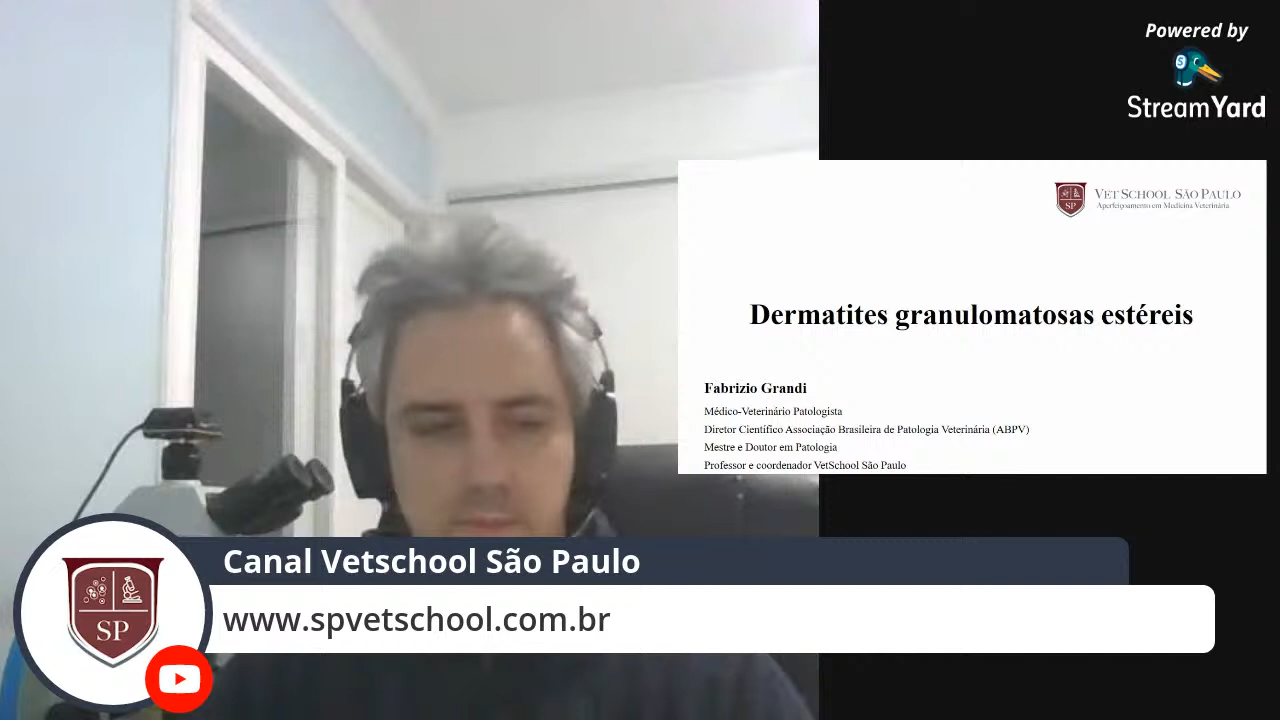 Powered by
StreamYard
VET SCHOOL SÃO PAULO
Aperfeiçoamento em Medicina Veterinária
SP
Dermatites granulomatosas estéreis
Fabrizio Grandi
Médico-Veterinário Patologista
Diretor Científico Associação Brasileira de Patologia Veterinária (ABPV)
Mestre e Doutor em Patologia
Professor e coordenador VetSchool São Paulo
Canal Vetschool São Paulo
www.spvetschool.com.br
SP